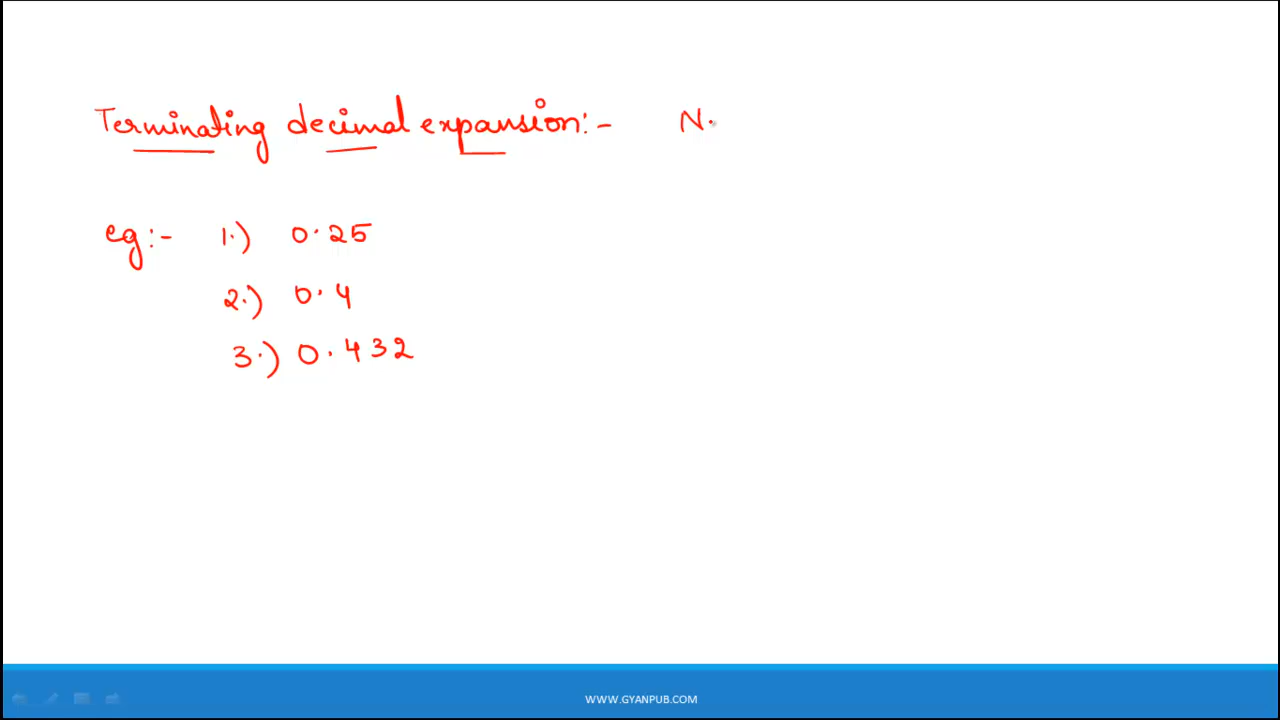 Terminating decimal expansion:- N.
eg:- 1.) 0.25
2.) 0.4
3.) 0.432
WWW.GYANPUB.COM